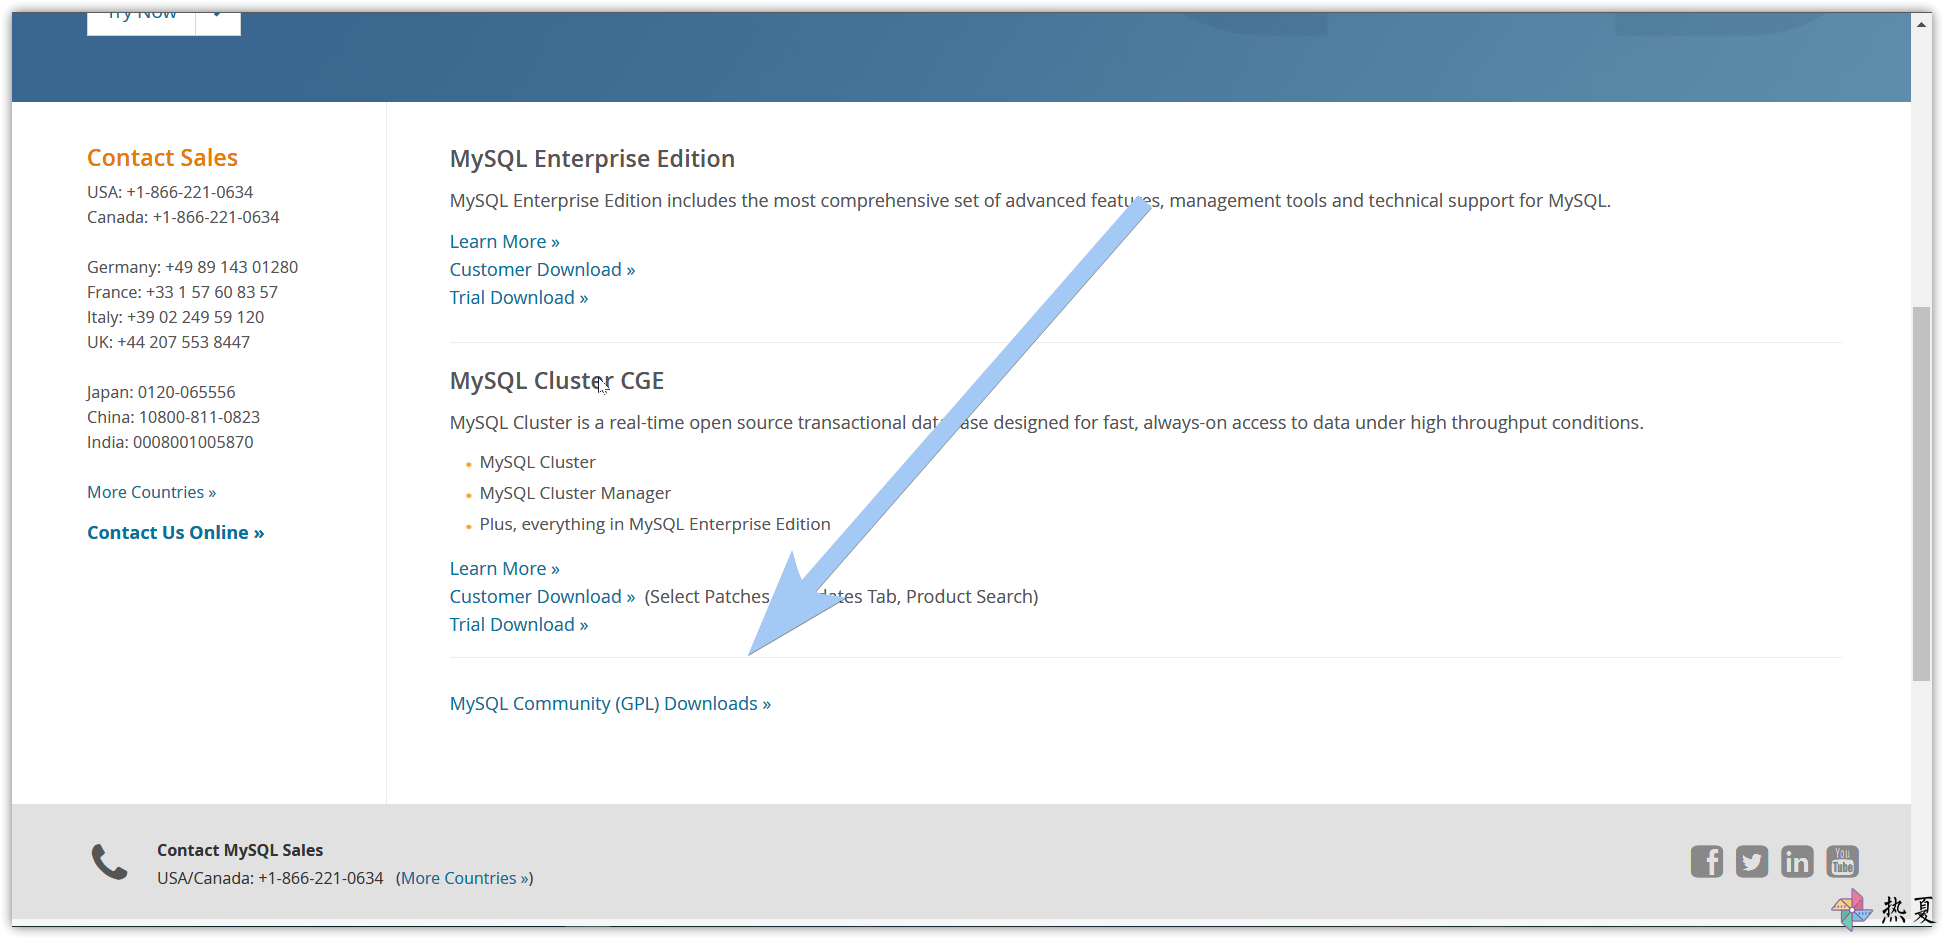 Try Now
Contact Sales
USA: +1-866-221-0634
Canada: +1-866-221-0634
Germany: +49 89 143 01280
France: +33 1 57 60 83 57
Italy: +39 02 249 59 120
UK: +44 207 553 8447
Japan: 0120-065556
China: 10800-811-0823
India: 0008001005870
More Countries »
Contact Us Online »
MySQL Enterprise Edition
MySQL Enterprise Edition includes the most comprehensive set of advanced features, management tools and technical support for MySQL.
Learn More »
Customer Download »
Trial Download »
MySQL Cluster CGE
MySQL Cluster is a real-time open source transactional database designed for fast, always-on access to data under high throughput conditions.
MySQL Cluster
MySQL Cluster Manager
Plus, everything in MySQL Enterprise Edition
Learn More »
Customer Download » (Select Patches Tab, Product Search)
Trial Download »
MySQL Community (GPL) Downloads »
Contact MySQL Sales
USA/Canada: +1-866-221-0634 (More Countries »)
You
Tube
热夏